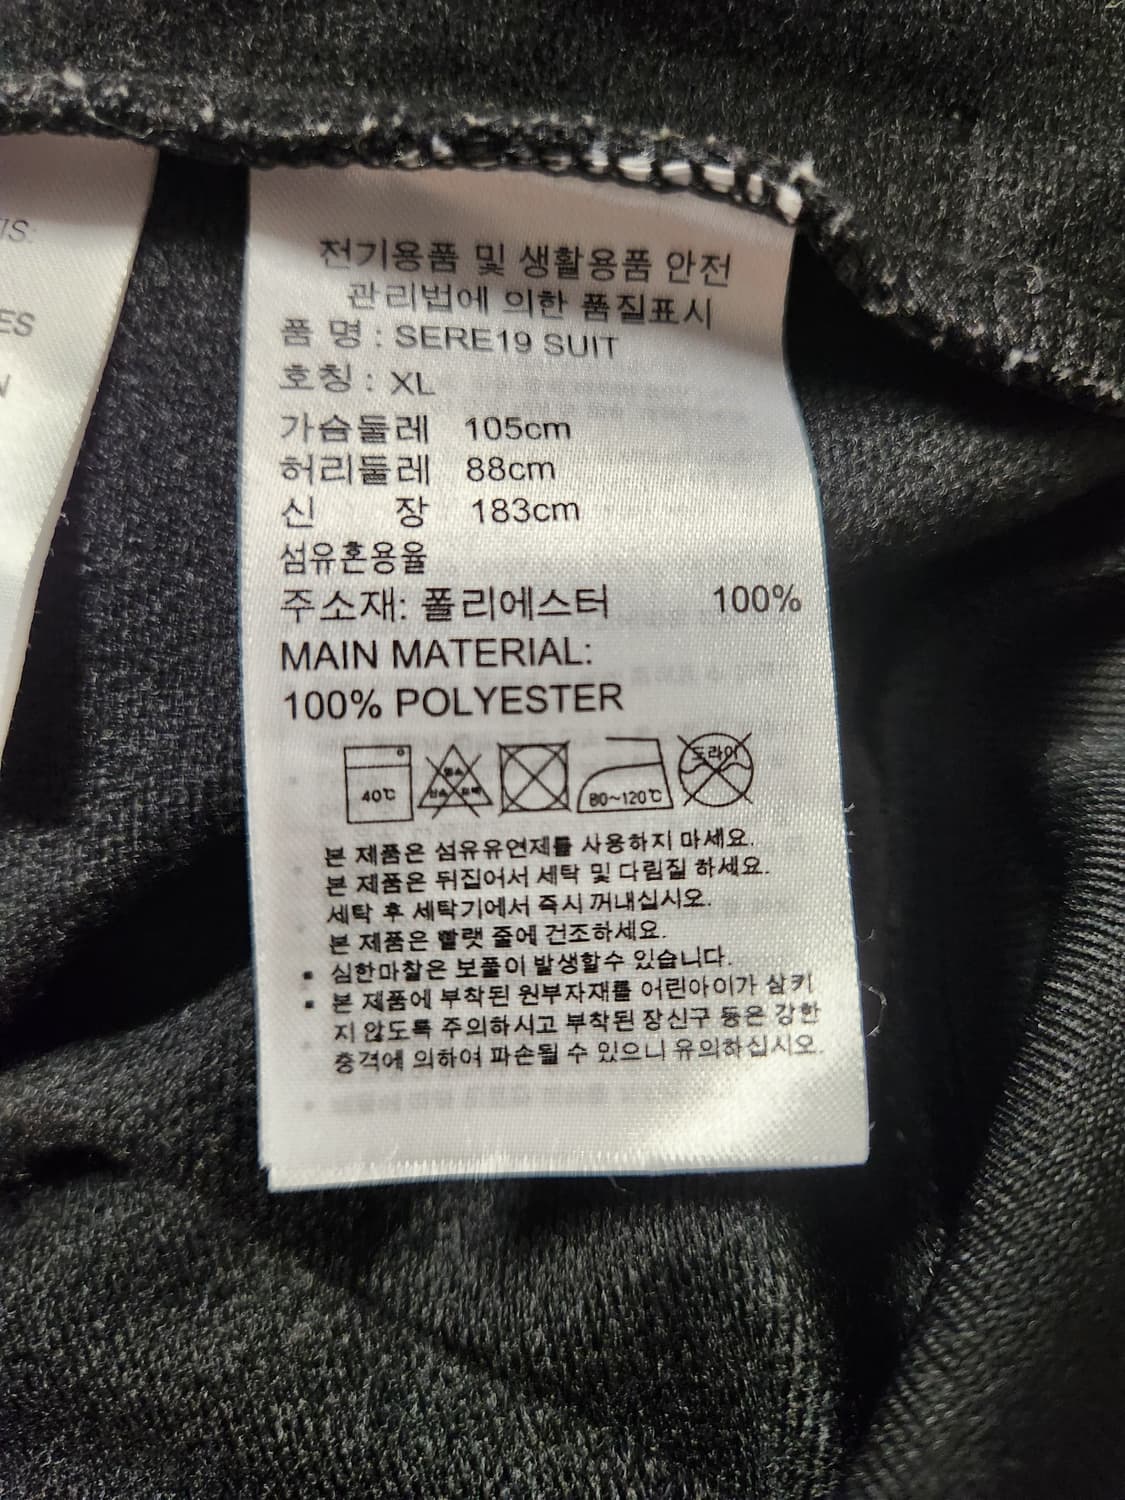 IS:
ES
N
전기용품 및 생활용품 안전
관리법에 의한 품질표시
품 명 : SERE19 SUIT
호칭 : XL
가슴둘레 105cm
허리둘레 88cm
신 장 183cm
섬유혼용율
주소재: 폴리에스터 100%
MAIN MATERIAL:
100% POLYESTER
40℃ 80~120℃ 드라이
본 제품은 섬유유연제를 사용하지 마세요.
본 제품은 뒤집어서 세탁 및 다림질 하세요.
세탁 후 세탁기에서 즉시 꺼내십시오.
본 제품은 빨랫 줄에 건조하세요.
▪ 심한마찰은 보풀이 발생할수 있습니다.
▪ 본 제품에 부착된 원부자재를 어린아이가 삼키
지 않도록 주의하시고 부착된 장신구 등은 강한
충격에 의하여 파손될 수 있으니 유의하십시오.